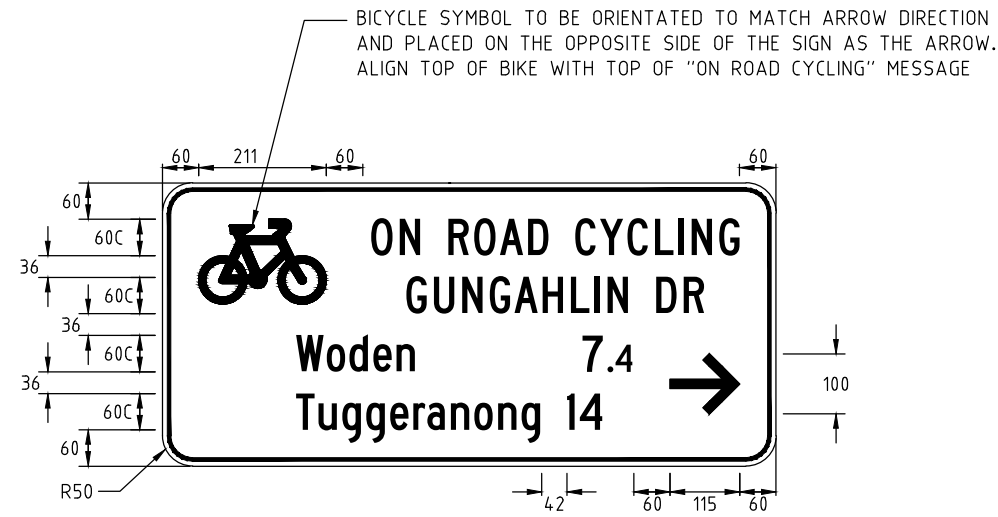 BICYCLE SYMBOL TO BE ORIENTATED TO MATCH ARROW DIRECTION
AND PLACED ON THE OPPOSITE SIDE OF THE SIGN AS THE ARROW.
ALIGN TOP OF BIKE WITH TOP OF "ON ROAD CYCLING" MESSAGE
60 211 60 60
60
60C
36
60C
36
60C
36
60C
60
R50
ON ROAD CYCLING
GUNGAHLIN DR
Woden 7.4
Tuggeranong 14
100
42 60 115 60